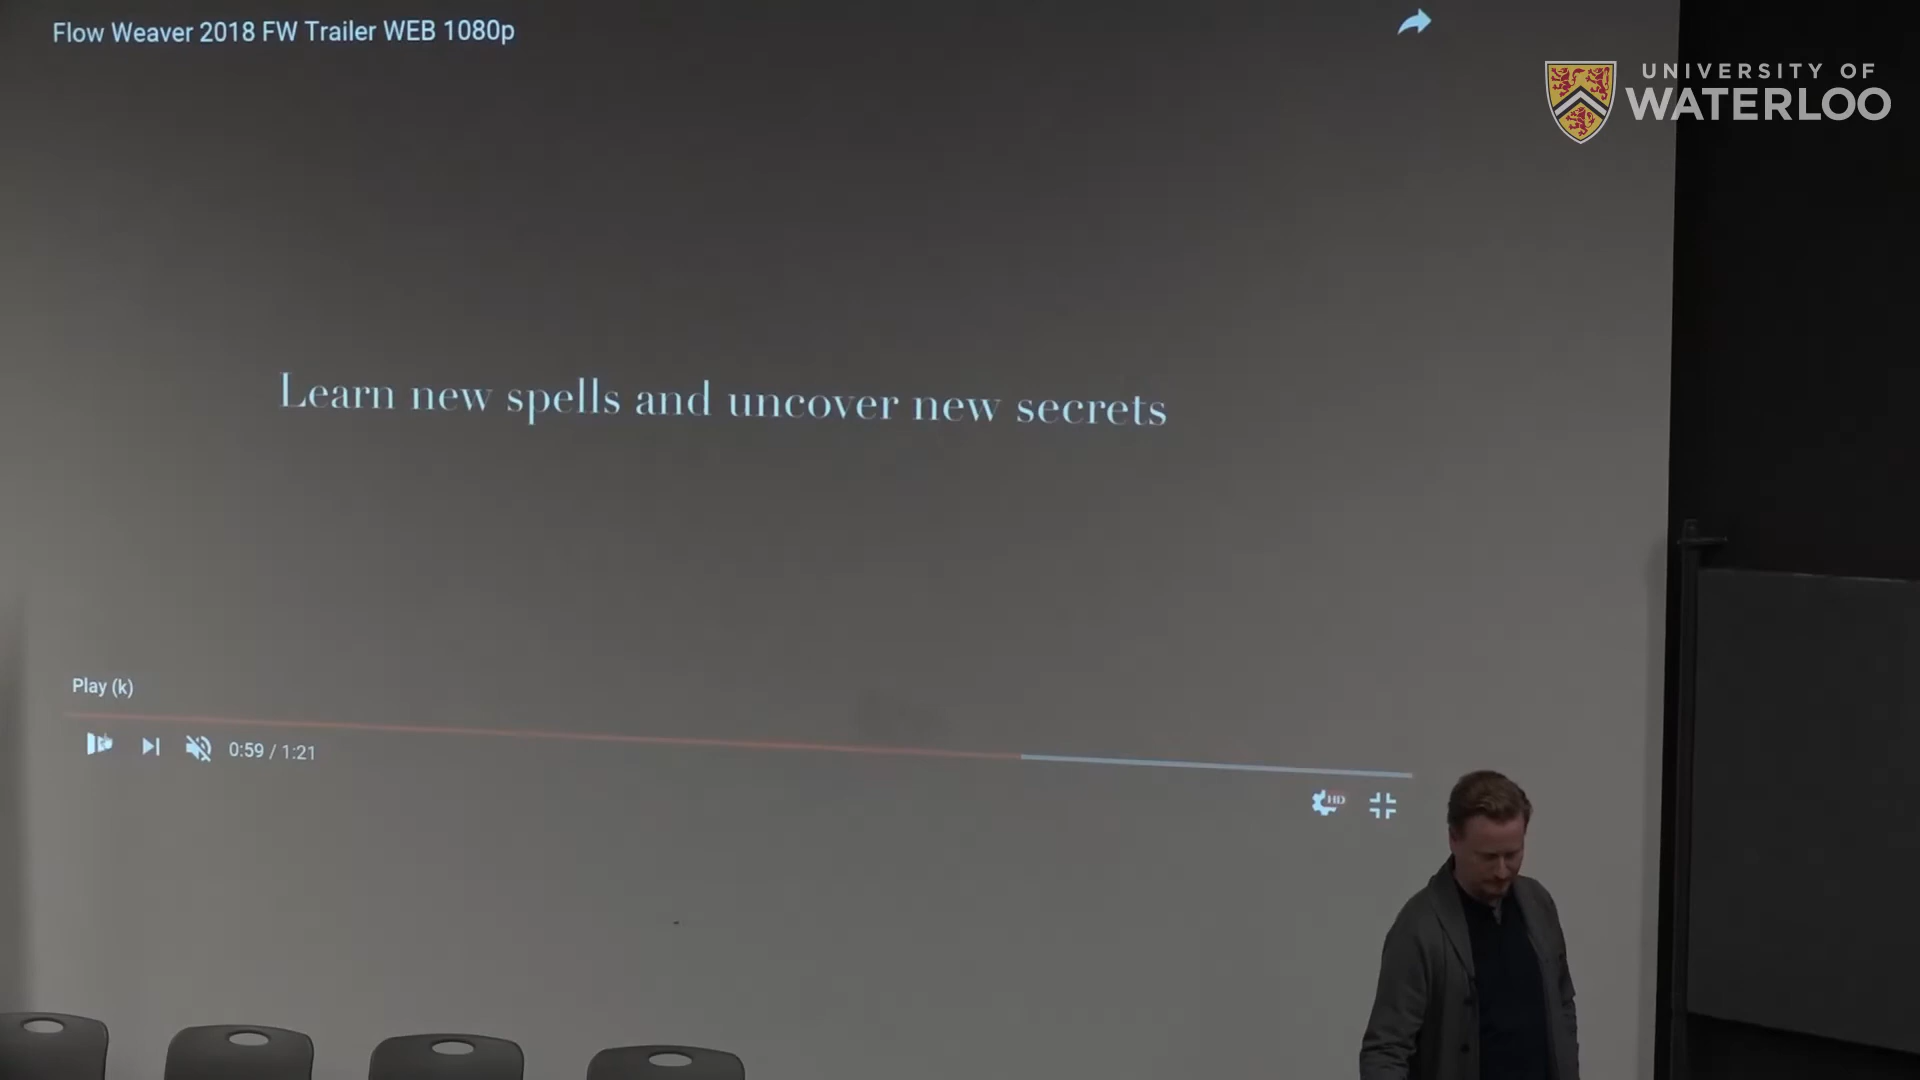 Flow Weaver 2018 FW Trailer WEB 1080p
UNIVERSITY OF
WATERLOO
Learn new spells and uncover new secrets
Play (k)
0:59 / 1:21
HD